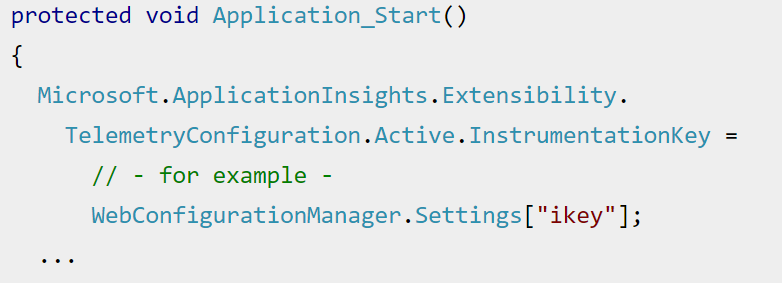 protected void Application_Start()
{
Microsoft.ApplicationInsights.Extensibility.
TelemetryConfiguration.Active.InstrumentationKey =
// - for example -
WebConfigurationManager.Settings["ikey"];
...